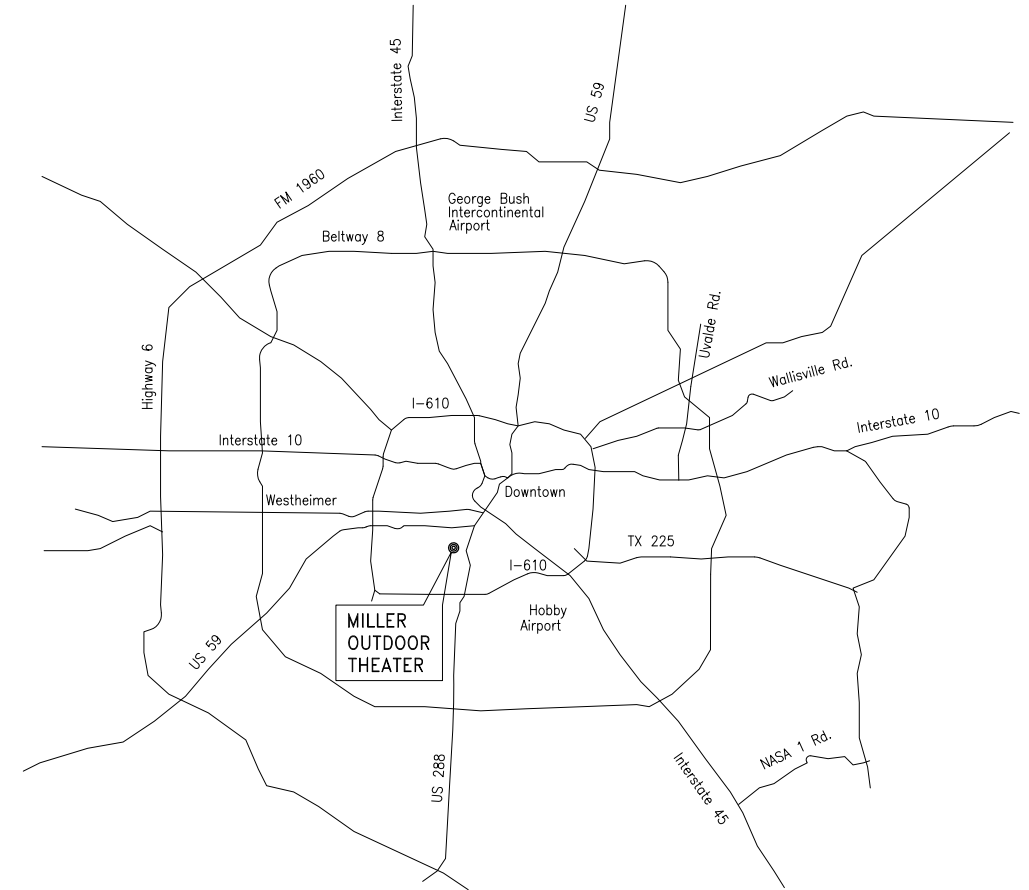 Interstate 45
US 59
FM 1960
George Bush
Intercontinental
Airport
Beltway 8
Uvalde Rd.
Highway 6
Wallisville Rd.
I-610
Interstate 10
Interstate 10
Westheimer
Downtown
TX 225
I-610
Hobby
Airport
MILLER
OUTDOOR
THEATER
US 59
US 288
NASA 1 Rd.
Interstate 45